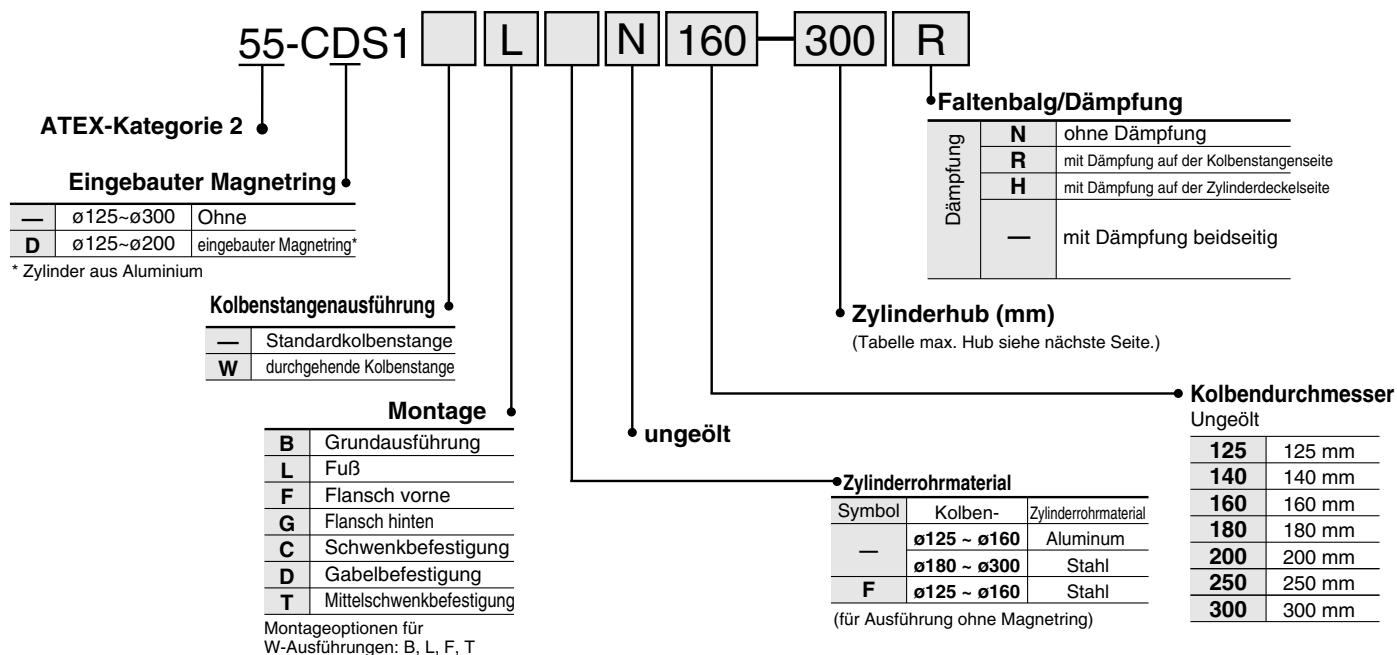 55-CDS1 L N 160 300 R
ATEX-Kategorie 2
Eingebauter Magnetring
— ø125~ø300 Ohne
D ø125~ø200 eingebauter Magnetring*
* Zylinder aus Aluminium
Kolbenstangenausführung
— Standardkolbenstange
W durchgehende Kolbenstange
Montage
B Grundausführung
L Fuß
F Flansch vorne
G Flansch hinten
C Schwenkbefestigung
D Gabelbefestigung
T Mittelschwenkbefestigung
Montageoptionen für
W-Ausführungen: B, L, F, T
ungeölt
Zylinderrohrmaterial
Symbol Kolben- Zylinderrohrmaterial
— ø125 ~ ø160 Aluminum
ø180 ~ ø300 Stahl
F ø125 ~ ø160 Stahl
(für Ausführung ohne Magnetring)
Kolbendurchmesser
Ungeölt
125 125 mm
140 140 mm
160 160 mm
180 180 mm
200 200 mm
250 250 mm
300 300 mm
Zylinderhub (mm)
(Tabelle max. Hub siehe nächste Seite.)
Faltenbalg/Dämpfung
Dämpfung
N ohne Dämpfung
R mit Dämpfung auf der Kolbenstangenseite
H mit Dämpfung auf der Zylinderdeckelseite
— mit Dämpfung beidseitig